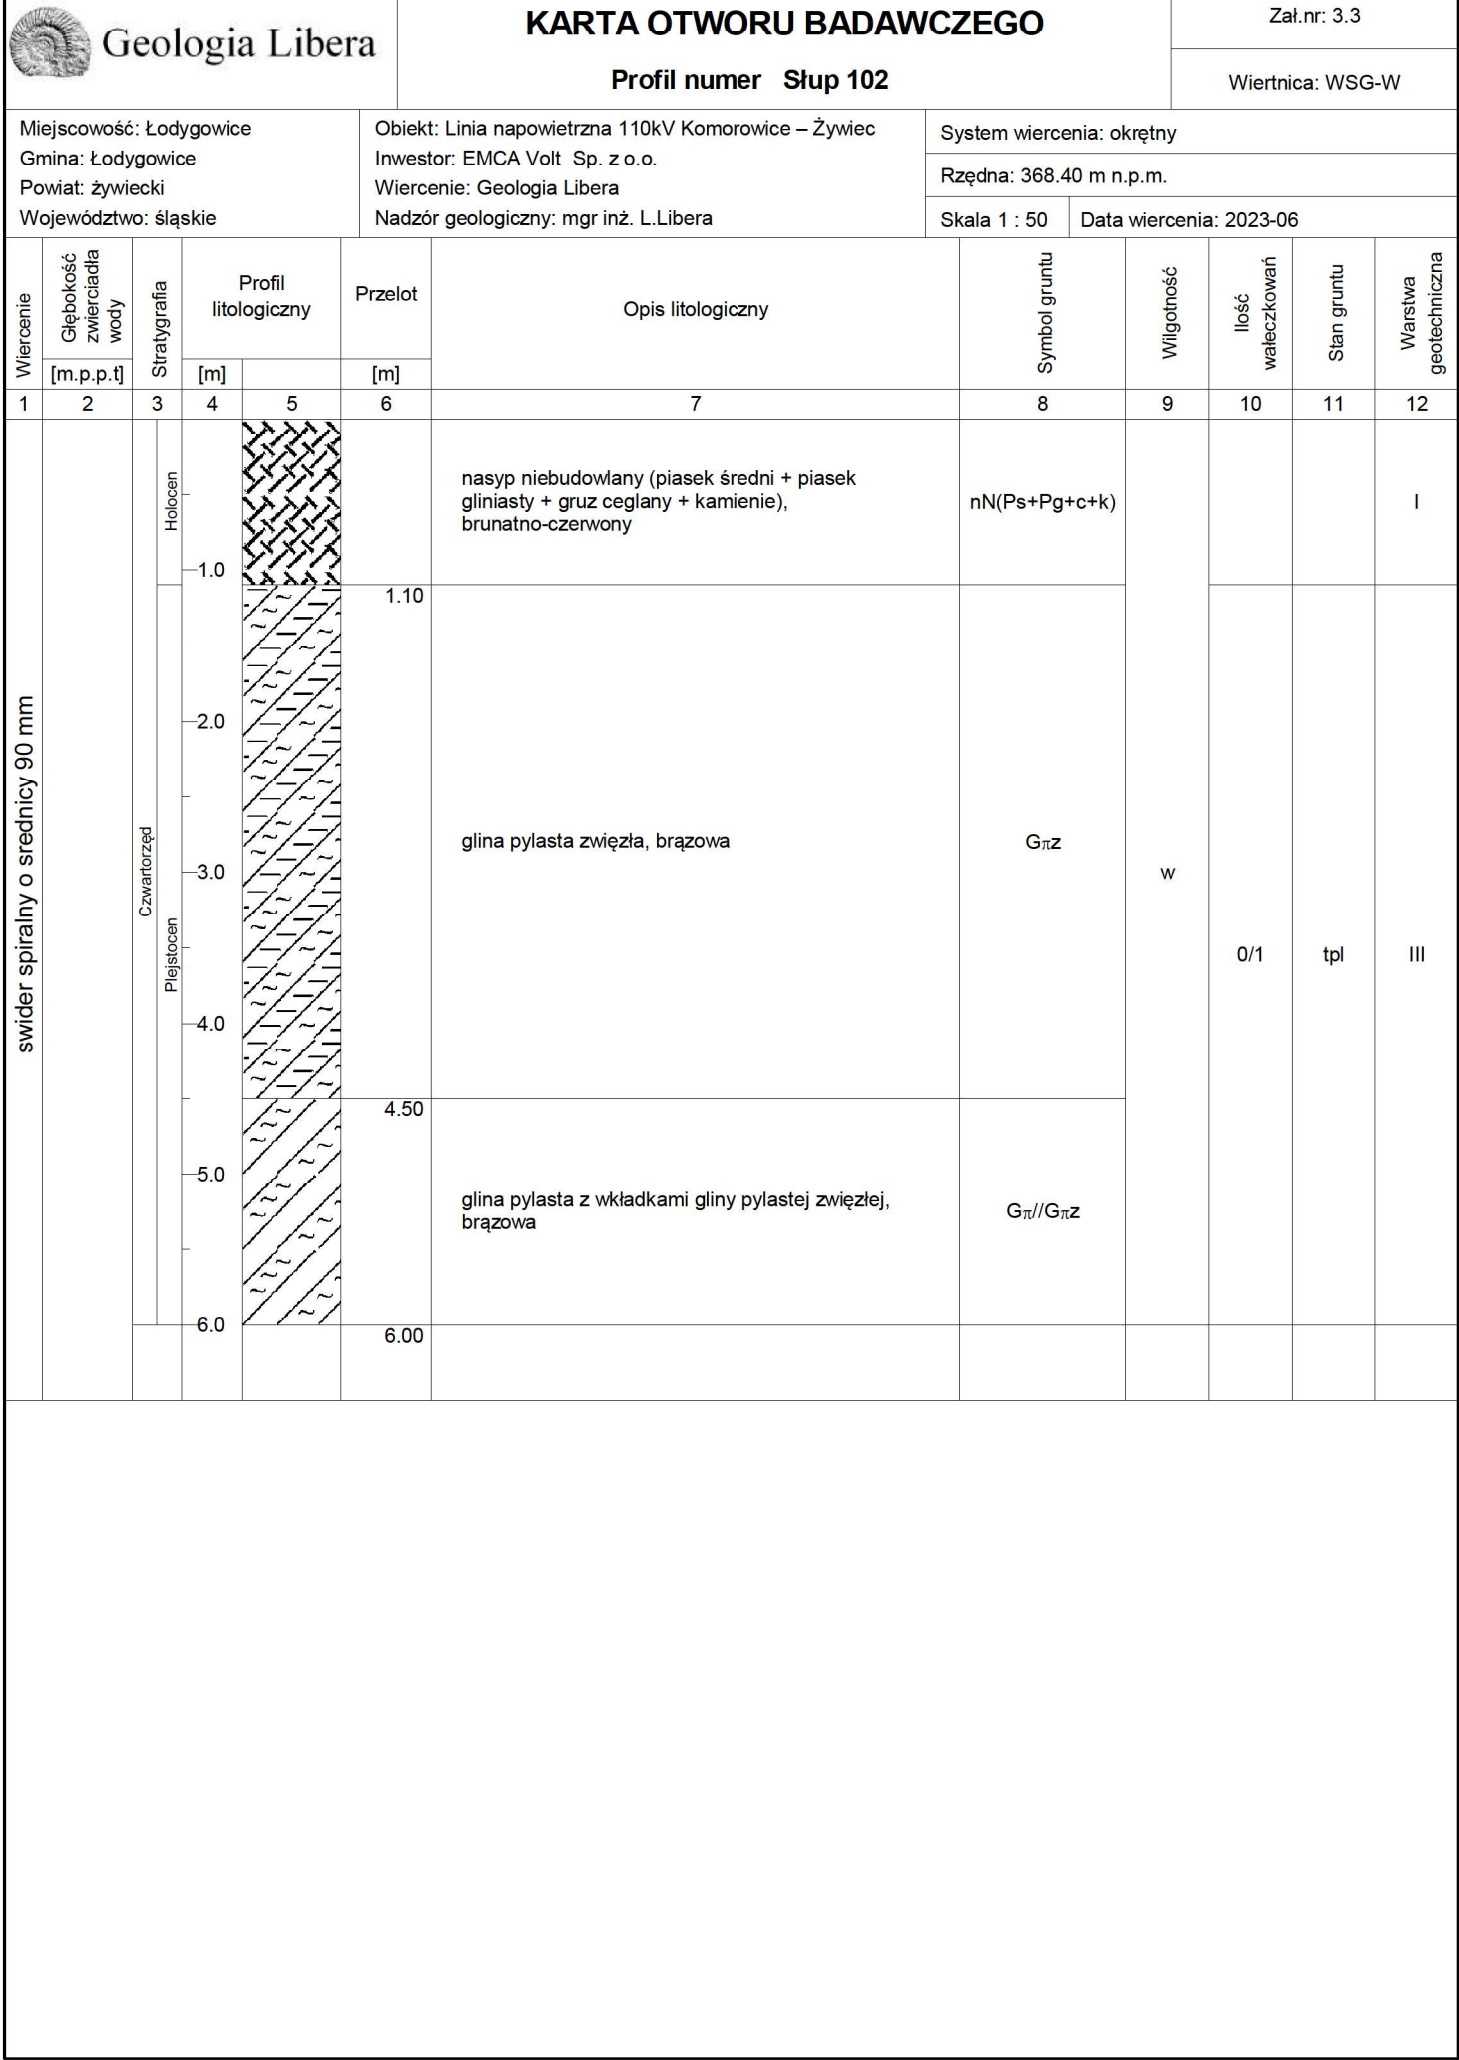 Geologia Libera
KARTA OTWORU BADAWCZEGO
Profil numer Słup 102
Zał.nr: 3.3
Wiertnica: WSG-W
Miejscowość: Łodygowice
Gmina: Łodygowice
Powiat: żywiecki
Województwo: śląskie
Obiekt: Linia napowietrzna 110kV Komorowice – Żywiec
Inwestor: EMCA Volt Sp. z o.o.
Wiercenie: Geologia Libera
Nadzór geologiczny: mgr inż. L.Libera
System wiercenia: okrętny
Rzędna: 368.40 m n.p.m.
Skala 1 : 50
Data wiercenia: 2023-06
Wiercenie
Głębokość
zwierciadła
wody
[m.p.p.t]
Stratygrafia
Profil
litologiczny
[m]
Przelot
[m]
Opis litologiczny
Symbol gruntu
Wilgotność
Ilość
wałeczkowań
Stan gruntu
Warstwa
geotechniczna
1 2 3 4 5 6 7 8 9 10 11 12
swider spiralny o srednicy 90 mm
Czwartorzęd
Holocen
Plejstocen
1.0
2.0
3.0
4.0
5.0
6.0
1.10
4.50
6.00
nasyp niebudowlany (piasek średni + piasek
gliniasty + gruz ceglany + kamienie),
brunatno-czerwony
nN(Ps+Pg+c+k)
I
glina pylasta zwięzła, brązowa
Gπz
w
0/1
tpl
III
glina pylasta z wkładkami gliny pylastej zwięzłej,
brązowa
Gπ//Gπz